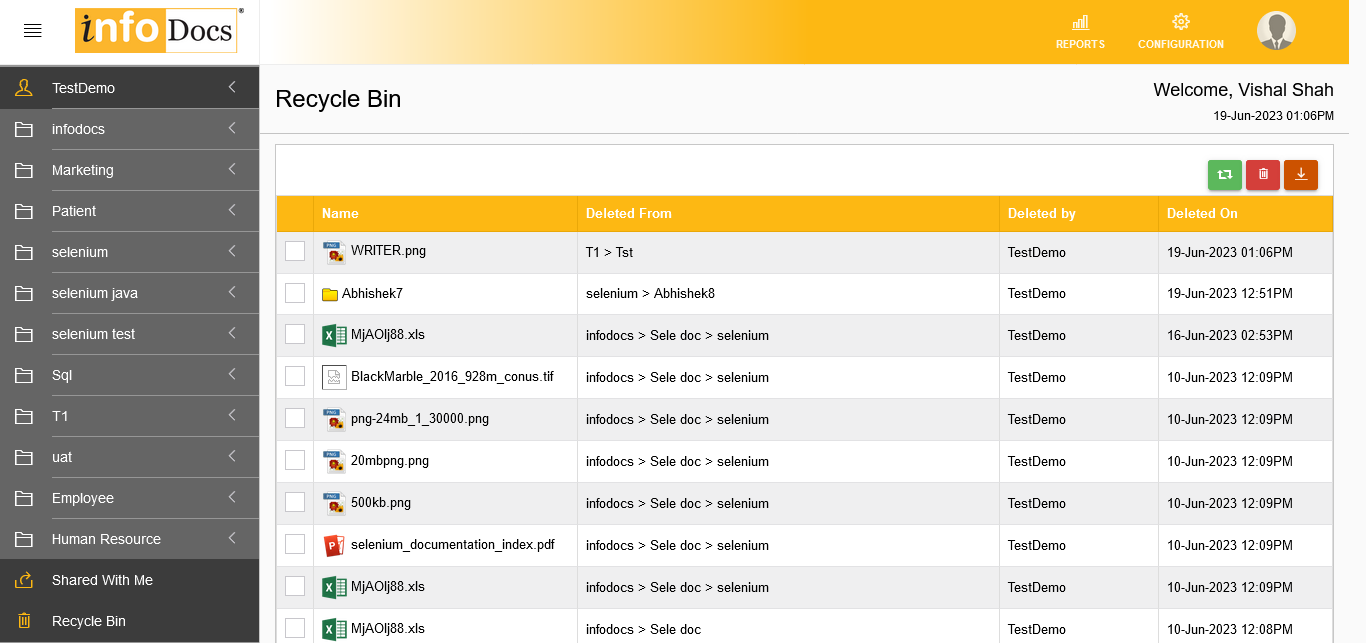 info Docs®
REPORTS
CONFIGURATION
TestDemo
infodocs
Marketing
Patient
selenium
selenium java
selenium test
Sql
T1
uat
Employee
Human Resource
Shared With Me
Recycle Bin
Recycle Bin
Welcome, Vishal Shah
19-Jun-2023 01:06PM
Name Deleted From Deleted by Deleted On
WRITER.png T1 > Tst TestDemo 19-Jun-2023 01:06PM
Abhishek7 selenium > Abhishek8 TestDemo 19-Jun-2023 12:51PM
MjAOlj88.xls infodocs > Sele doc > selenium TestDemo 16-Jun-2023 02:53PM
BlackMarble_2016_928m_conus.tif infodocs > Sele doc > selenium TestDemo 10-Jun-2023 12:09PM
png-24mb_1_30000.png infodocs > Sele doc > selenium TestDemo 10-Jun-2023 12:09PM
20mbpng.png infodocs > Sele doc > selenium TestDemo 10-Jun-2023 12:09PM
500kb.png infodocs > Sele doc > selenium TestDemo 10-Jun-2023 12:09PM
selenium_documentation_index.pdf infodocs > Sele doc > selenium TestDemo 10-Jun-2023 12:09PM
MjAOlj88.xls infodocs > Sele doc > selenium TestDemo 10-Jun-2023 12:09PM
MjAOlj88.xls infodocs > Sele doc TestDemo 10-Jun-2023 12:08PM